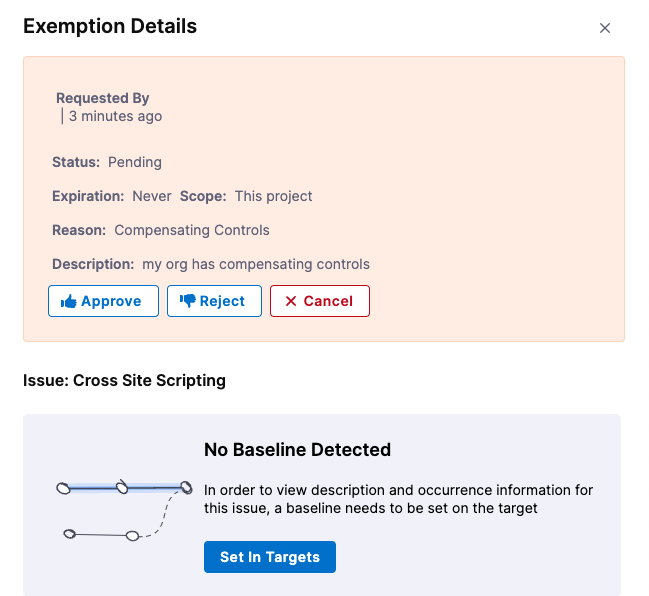 Exemption Details
Requested By
| 3 minutes ago
Status: Pending
Expiration: Never Scope: This project
Reason: Compensating Controls
Description: my org has compensating controls
Approve Reject Cancel
Issue: Cross Site Scripting
No Baseline Detected
In order to view description and occurrence information for
this issue, a baseline needs to be set on the target
Set In Targets